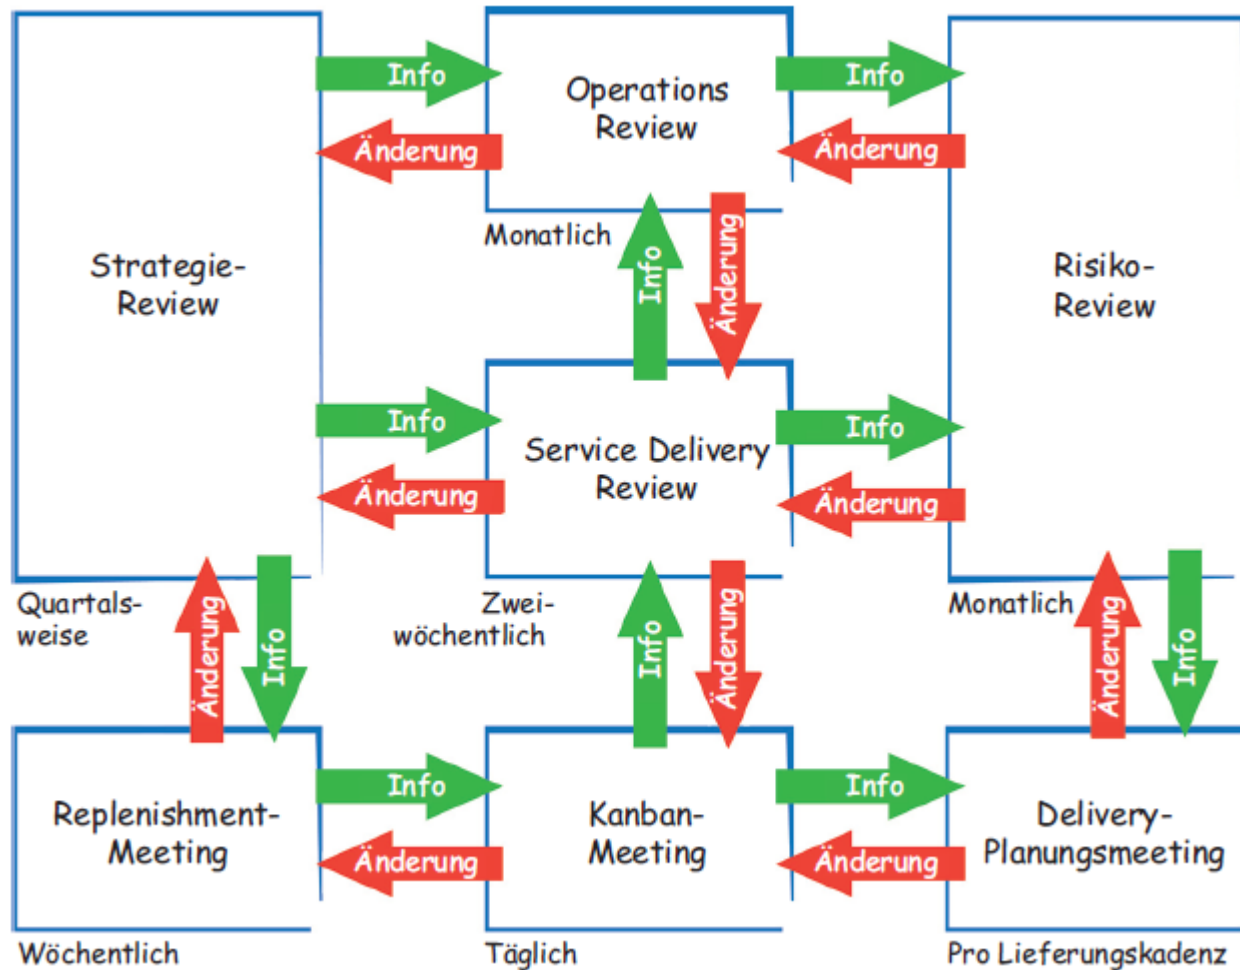 Info
Operations
Review
Info
Änderung
Änderung
Monatlich
Strategie-
Review
Info
Änderung
Risiko-
Review
Info
Service Delivery
Review
Info
Änderung
Änderung
Quartals-
weise
Änderung
Info
Zwei-
wöchentlich
Info
Änderung
Monatlich
Änderung
Info
Replenishment-
Meeting
Info
Änderung
Kanban-
Meeting
Info
Änderung
Delivery-
Planungsmeeting
Wöchentlich
Täglich
Pro Lieferungskadenz